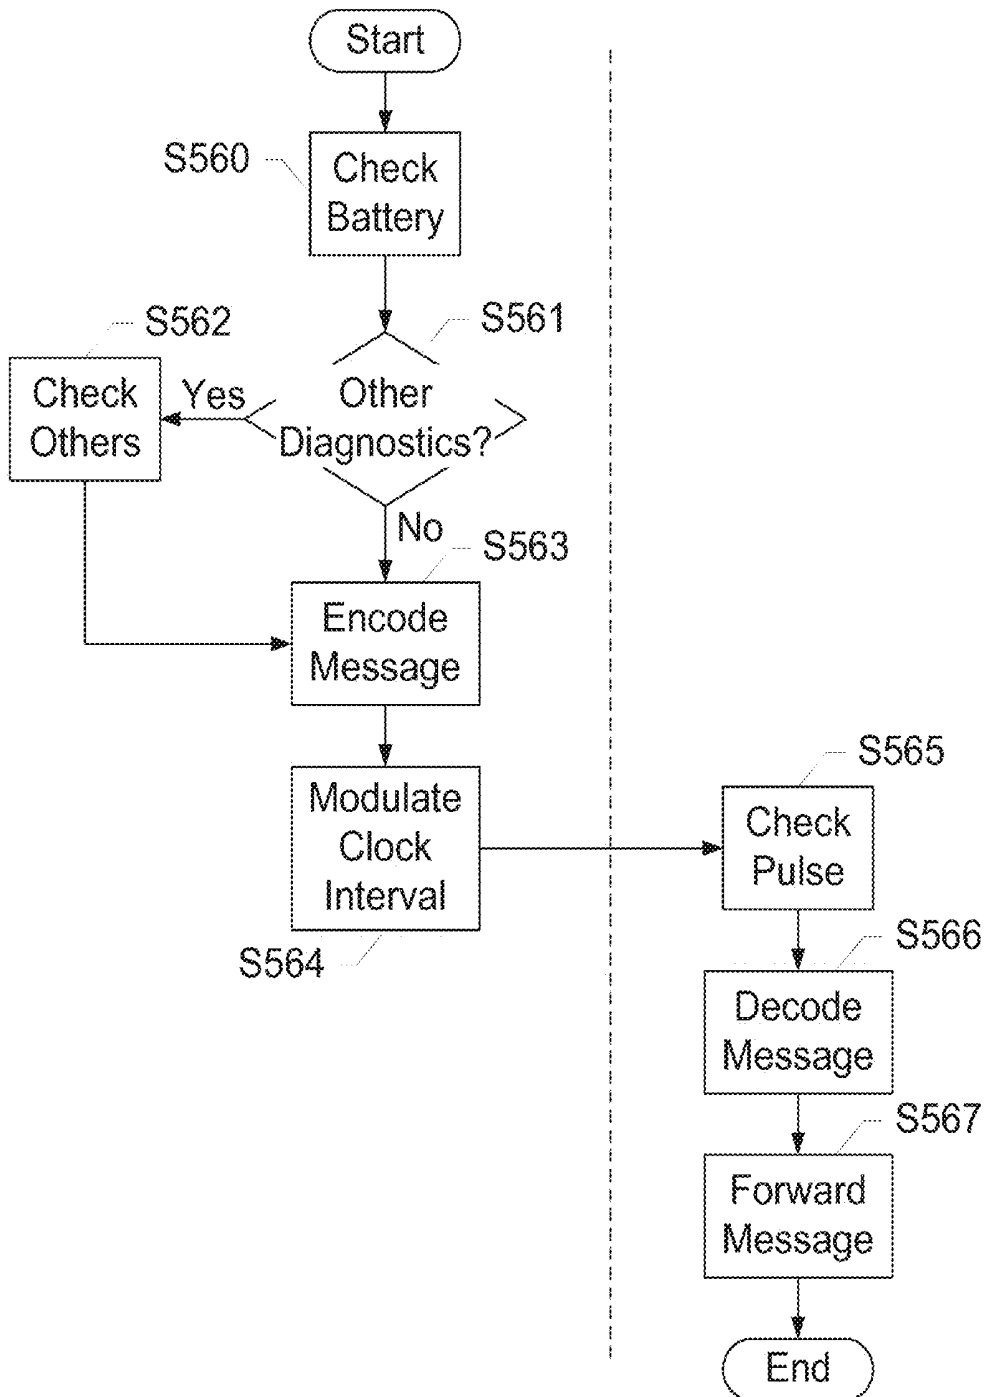 Start
S560
Check
Battery
S561
S562
Check
Others
Yes
Other
Diagnostics?
No
S563
Encode
Message
Modulate
Clock
Interval
S564
S565
Check
Pulse
S566
Decode
Message
S567
Forward
Message
End